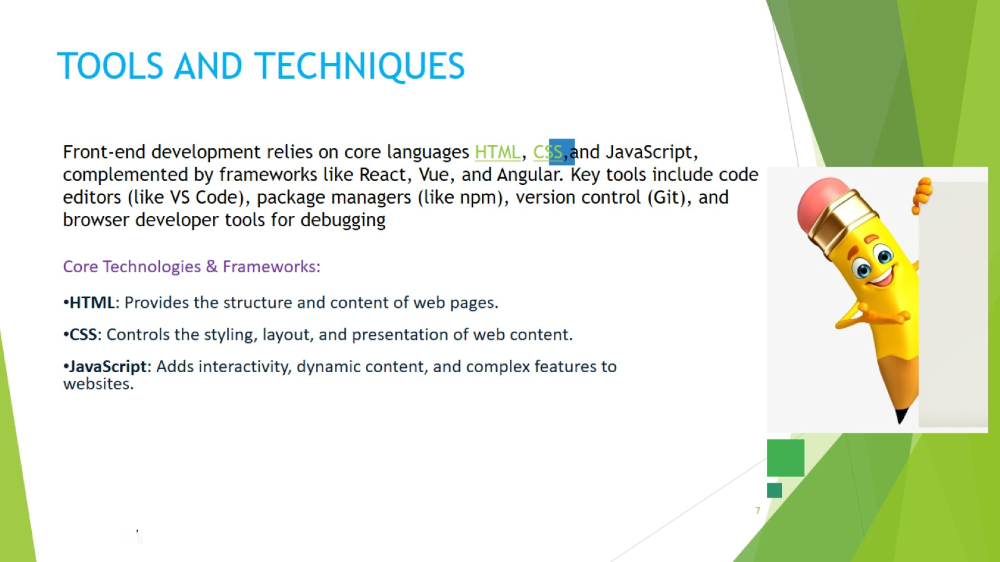 TOOLS AND TECHNIQUES
Front-end development relies on core languages HTML, CSS,and JavaScript,
complemented by frameworks like React, Vue, and Angular. Key tools include code
editors (like VS Code), package managers (like npm), version control (Git), and
browser developer tools for debugging
Core Technologies & Frameworks:
•HTML: Provides the structure and content of web pages.
•CSS: Controls the styling, layout, and presentation of web content.
•JavaScript: Adds interactivity, dynamic content, and complex features to
websites.
7